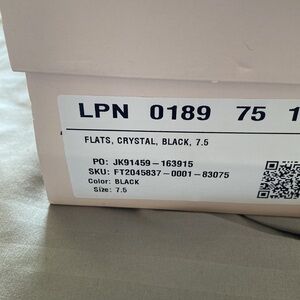 LPN 0189 75 1
FLATS, CRYSTAL, BLACK, 7.5
PO: JK91459-163915
SKU: FT2045837-0001-83075
Color: BLACK
Size: 7.5